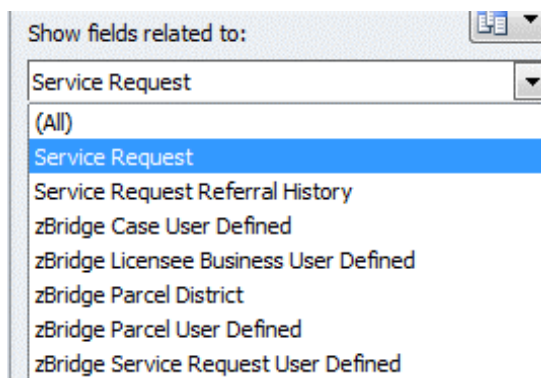 Show fields related to:
Service Request
(All)
Service Request
Service Request Referral History
zBridge Case User Defined
zBridge Licensee Business User Defined
zBridge Parcel District
zBridge Parcel User Defined
zBridge Service Request User Defined